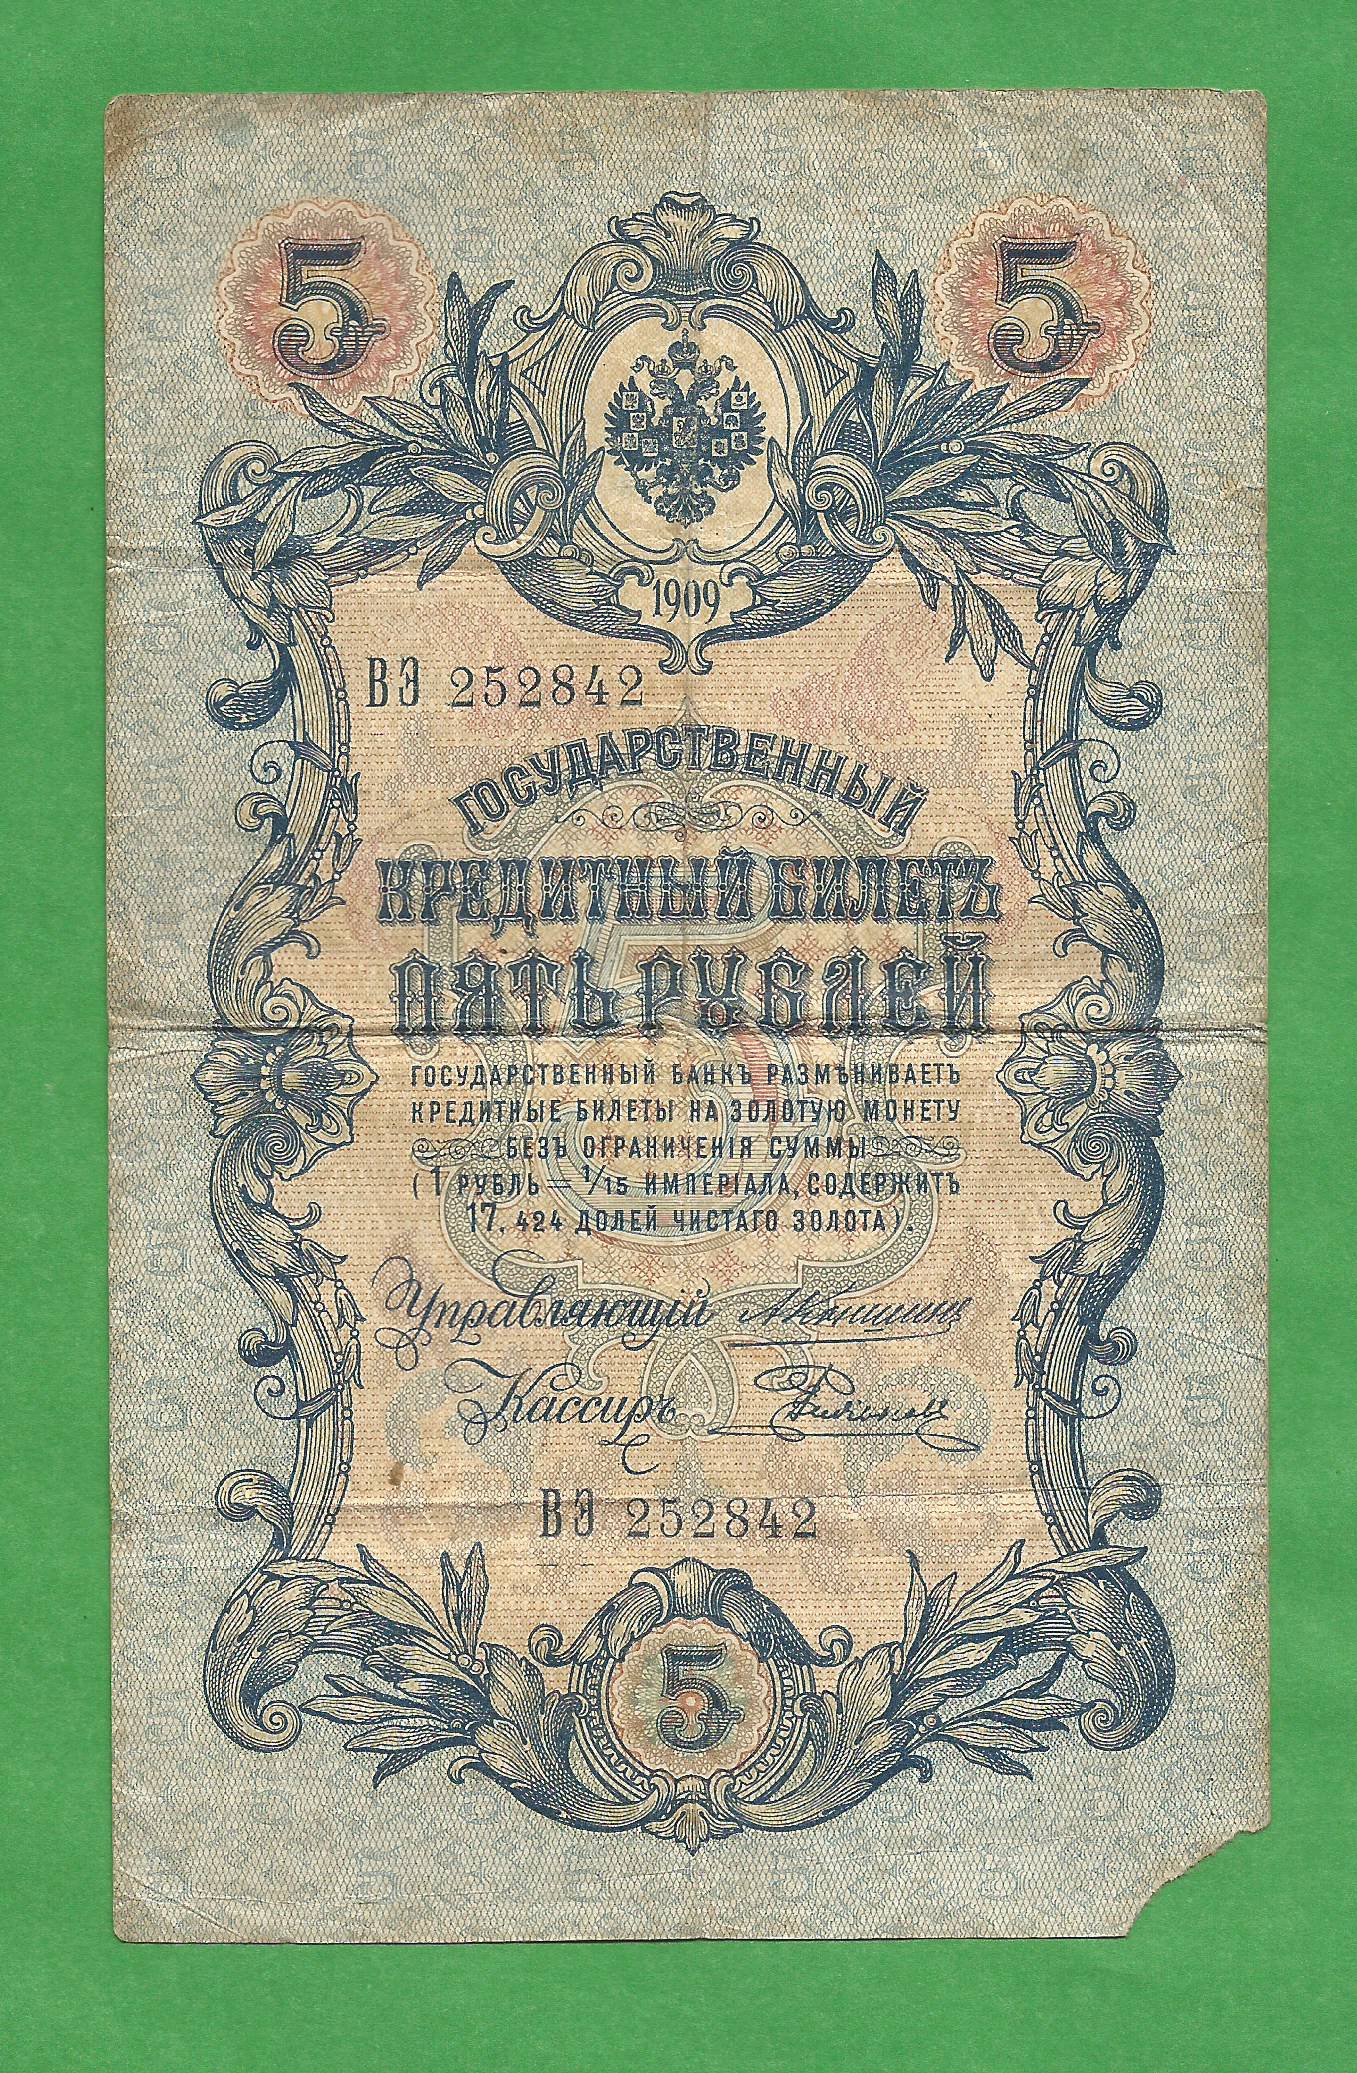 5 5
1909
ВЭ 252842
ГОСУДАРСТВЕННЫЙ
КРЕДИТНЫЙ БИЛЕТЪ
ПЯТЬ РУБЛЕЙ
ГОСУДАРСТВЕННЫЙ БАНКЪ РАЗМѢНИВАЕТЪ
КРЕДИТНЫЕ БИЛЕТЫ НА ЗОЛОТУЮ МОНЕТУ
БЕЗЪ ОГРАНИЧЕНІЯ СУММЫ
(1 РУБЛЬ = 1/15 ИМПЕРІАЛА, СОДЕРЖИТЪ
17,424 ДОЛЕЙ ЧИСТАГО ЗОЛОТА).
Управляющій
Кассиръ
ВЭ 252842
5